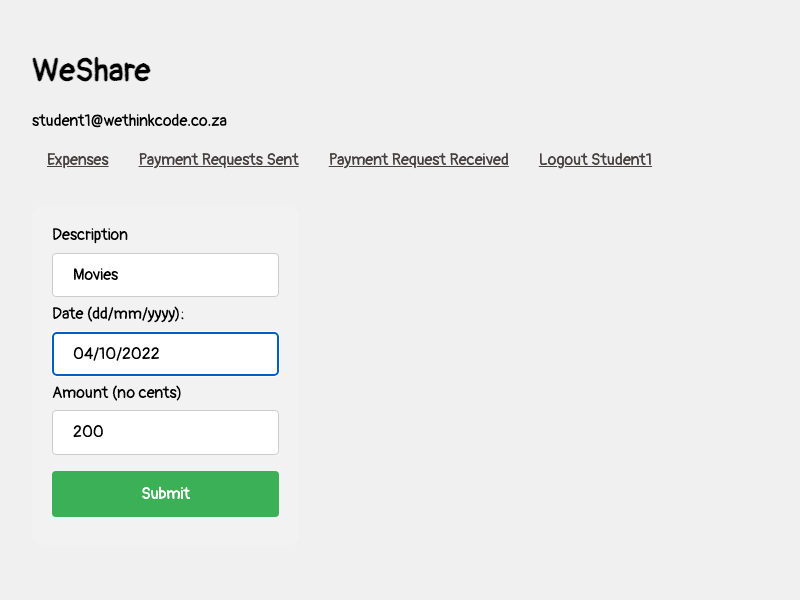 WeShare
student1@wethinkcode.co.za
Expenses Payment Requests Sent Payment Request Received Logout Student1
Description
Movies
Date (dd/mm/yyyy):
04/10/2022
Amount (no cents)
200
Submit